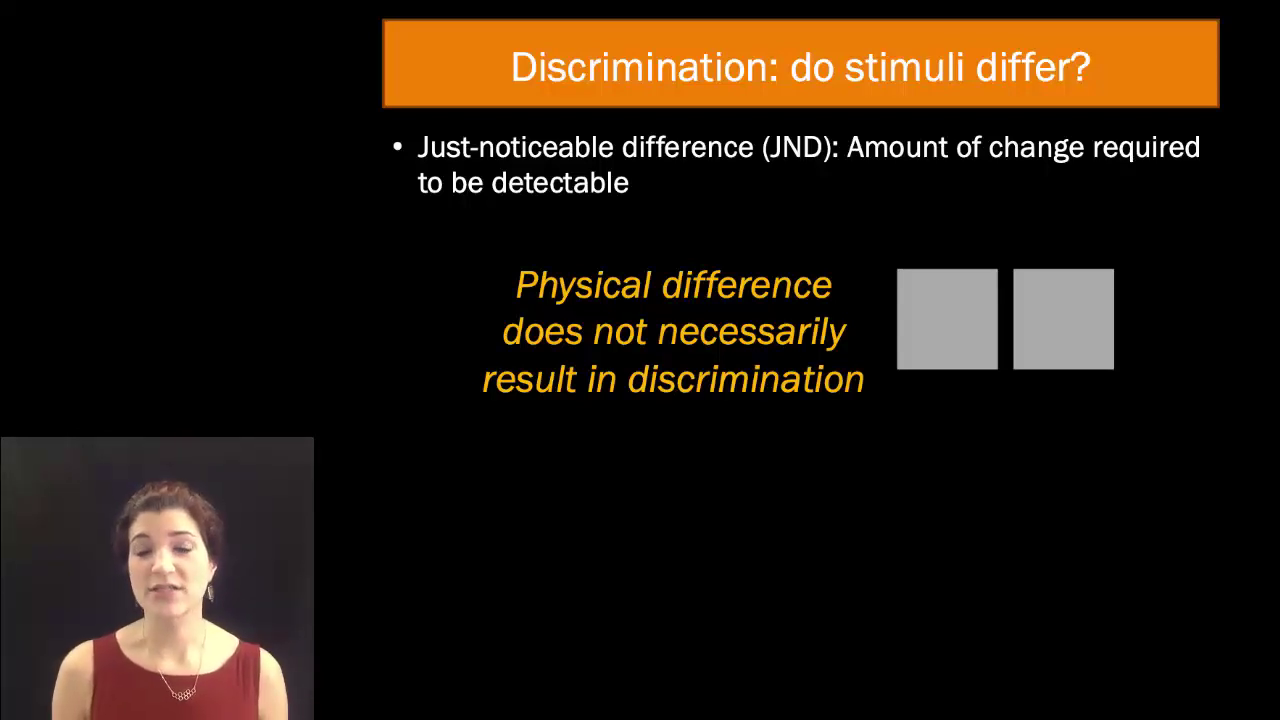 Discrimination: do stimuli differ?
• Just-noticeable difference (JND): Amount of change required
to be detectable
Physical difference
does not necessarily
result in discrimination